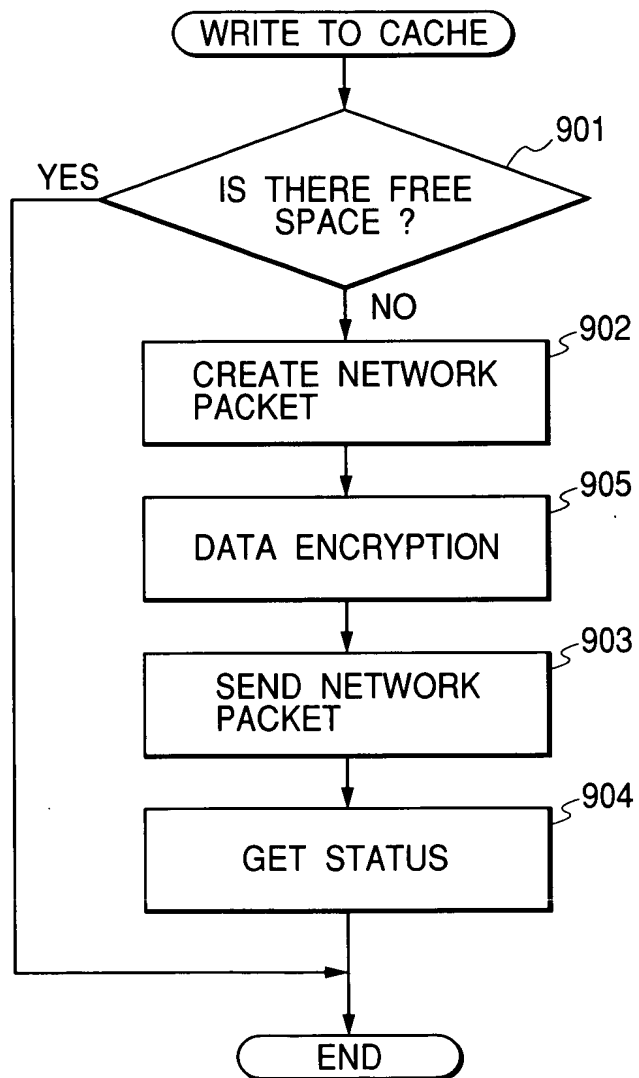 WRITE TO CACHE
901
YES
IS THERE FREE
SPACE ?
NO
902
CREATE NETWORK
PACKET
905
DATA ENCRYPTION
903
SEND NETWORK
PACKET
904
GET STATUS
END